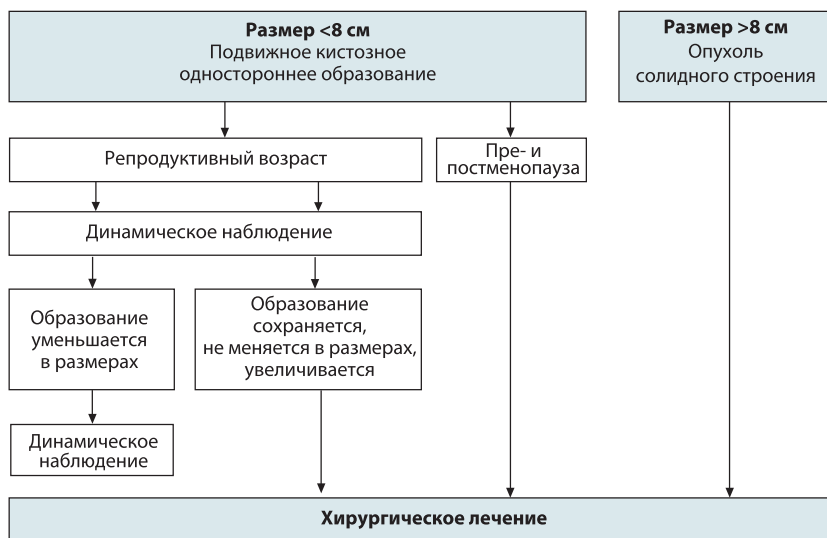 Размер <8 см
Подвижное кистозное
одностороннее образование
Размер >8 см
Опухоль
солидного строения
Репродуктивный возраст
Пре- и
постменопауза
Динамическое наблюдение
Образование
уменьшается
в размерах
Образование
сохраняется,
не меняется в размерах,
увеличивается
Динамическое
наблюдение
Хирургическое лечение